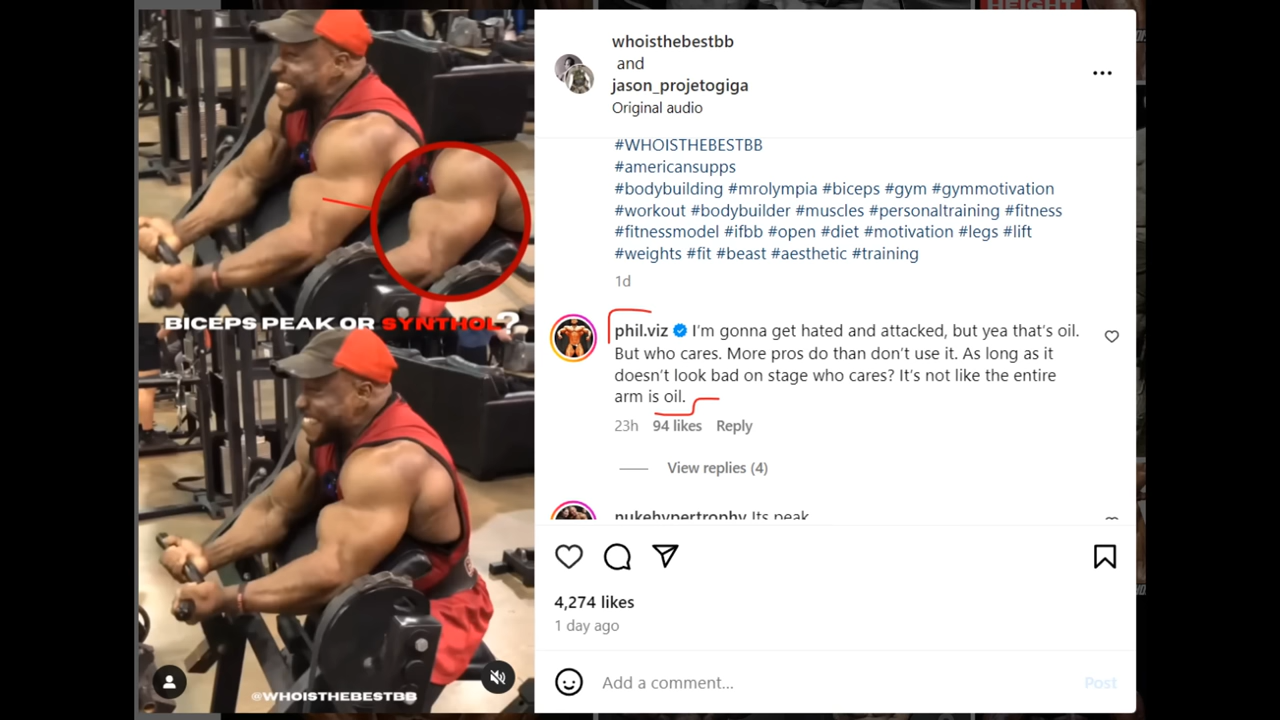 HEIGHT
whoisthebestbb
and
jason_projetogiga
Original audio
#WHOISTHEBESTBB
#americansupps
#bodybuilding #mrolympia #biceps #gym #gymmotivation
#workout #bodybuilder #muscles #personaltraining #fitness
#fitnessmodel #ifbb #open #diet #motivation #legs #lift
#weights #fit #beast #aesthetic #training
1d
BICEPS PEAK OR SYNTHOL?
phil.viz I'm gonna get hated and attacked, but yea that's oil.
But who cares. More pros do than don't use it. As long as it
doesn't look bad on stage who cares? It's not like the entire
arm is oil.
23h 94 likes Reply
View replies (4)
nukehypertrophy Its peak
4,274 likes
1 day ago
Add a comment...
Post
@WHOISTHEBESTBB